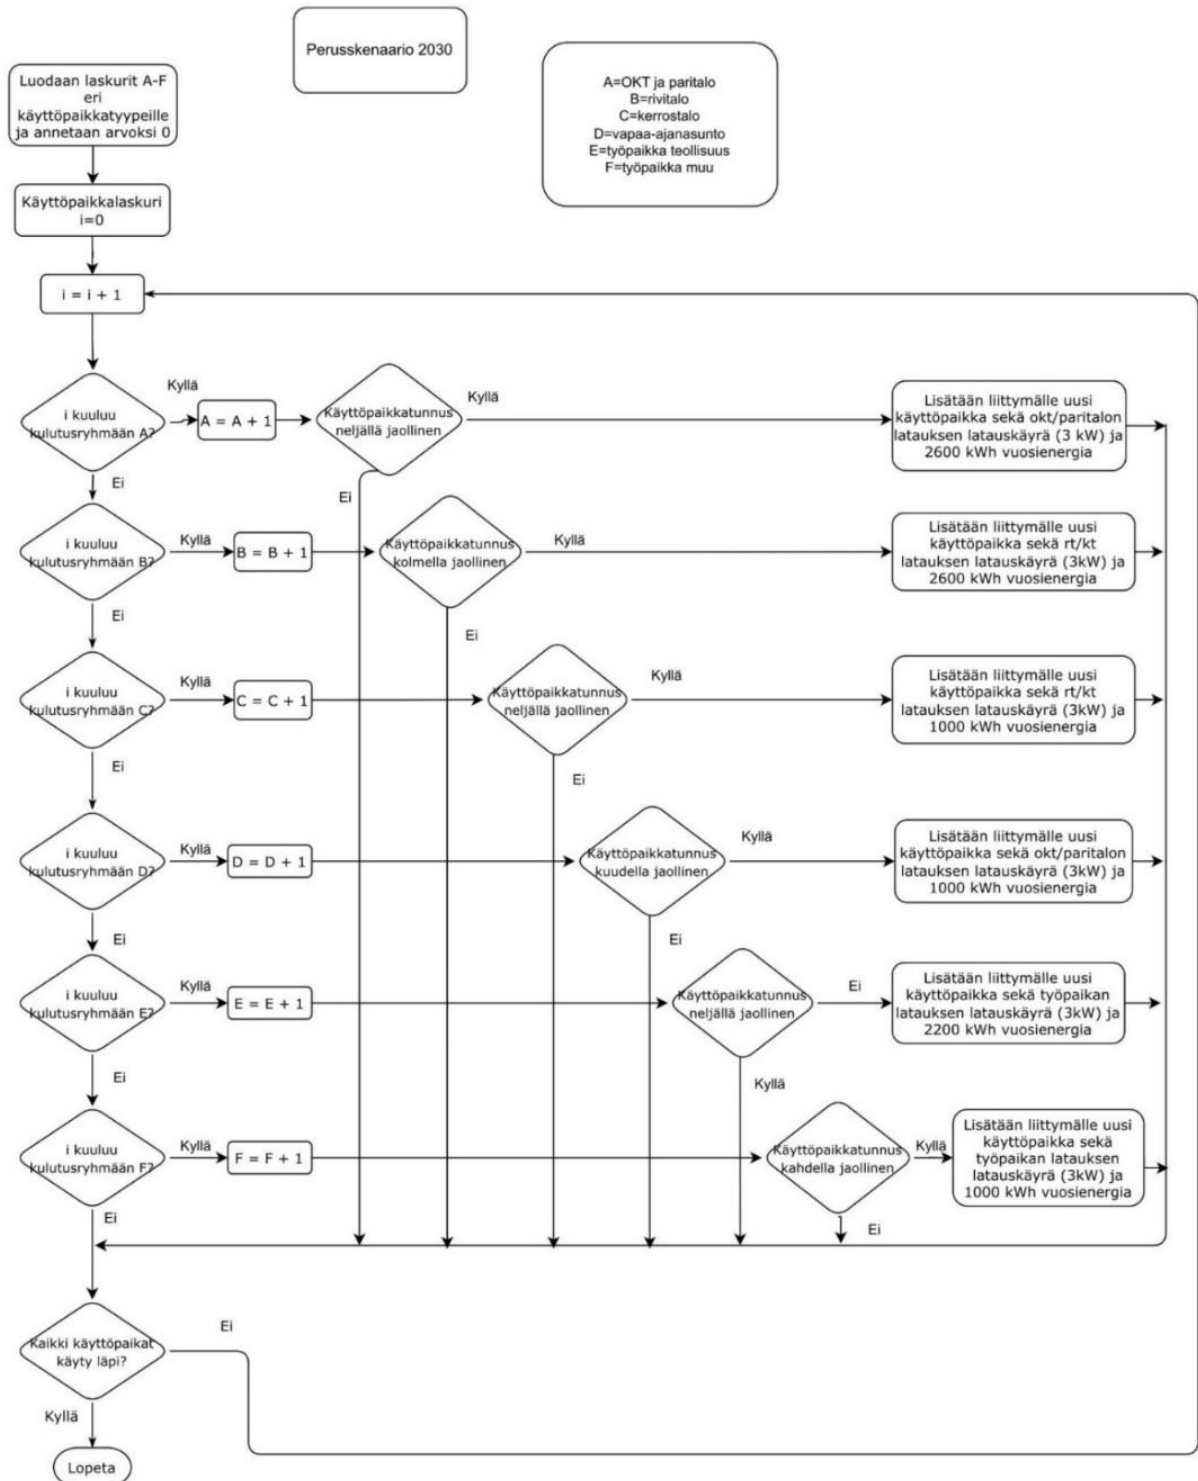 Perusskenaario 2030
A=OKT ja paritalo
B=rivitalo
C=kerrostalo
D=vapaa-ajanasunto
E=työpaikka teollisuus
F=työpaikka muu
Luodaan laskurit A-F
eri
käyttöpaikkatyypeille
ja annetaan arvoksi 0
Käyttöpaikkalaskuri
i=0
i = i + 1
i kuuluu
kulutusryhmään A?
Kyllä
A = A + 1
Käyttöpaikkatunnus
neljällä jaollinen
Kyllä
Lisätään liittymälle uusi
käyttöpaikka sekä okt/paritalon
latauksen latauskäyrä (3 kW) ja
2600 kWh vuosienergia
Ei
Ei
i kuuluu
kulutusryhmään B?
Kyllä
B = B + 1
Käyttöpaikkatunnus
kolmella jaollinen
Kyllä
Lisätään liittymälle uusi
käyttöpaikka sekä rt/kt
latauksen latauskäyrä (3kW) ja
2600 kWh vuosienergia
Ei
Ei
i kuuluu
kulutusryhmään C?
Kyllä
C = C + 1
Käyttöpaikkatunnus
neljällä jaollinen
Kyllä
Lisätään liittymälle uusi
käyttöpaikka sekä rt/kt
latauksen latauskäyrä (3kW) ja
1000 kWh vuosienergia
Ei
Ei
i kuuluu
kulutusryhmään D?
Kyllä
D = D + 1
Käyttöpaikkatunnus
kuudella jaollinen
Kyllä
Lisätään liittymälle uusi
käyttöpaikka sekä okt/paritalon
latauksen latauskäyrä (3kW) ja
1000 kWh vuosienergia
Ei
Ei
i kuuluu
kulutusryhmään E?
Kyllä
E = E + 1
Käyttöpaikkatunnus
neljällä jaollinen
Ei
Lisätään liittymälle uusi
käyttöpaikka sekä työpaikan
latauksen latauskäyrä (3kW) ja
2200 kWh vuosienergia
Ei
Kyllä
i kuuluu
kulutusryhmään F?
Kyllä
F = F + 1
Käyttöpaikkatunnus
kahdella jaollinen
Kyllä
Lisätään liittymälle uusi
käyttöpaikka sekä
työpaikan latauksen
latauskäyrä (3kW) ja
1000 kWh vuosienergia
Ei
Ei
Kaikki käyttöpaikat
käyty läpi?
Ei
Kyllä
Lopeta